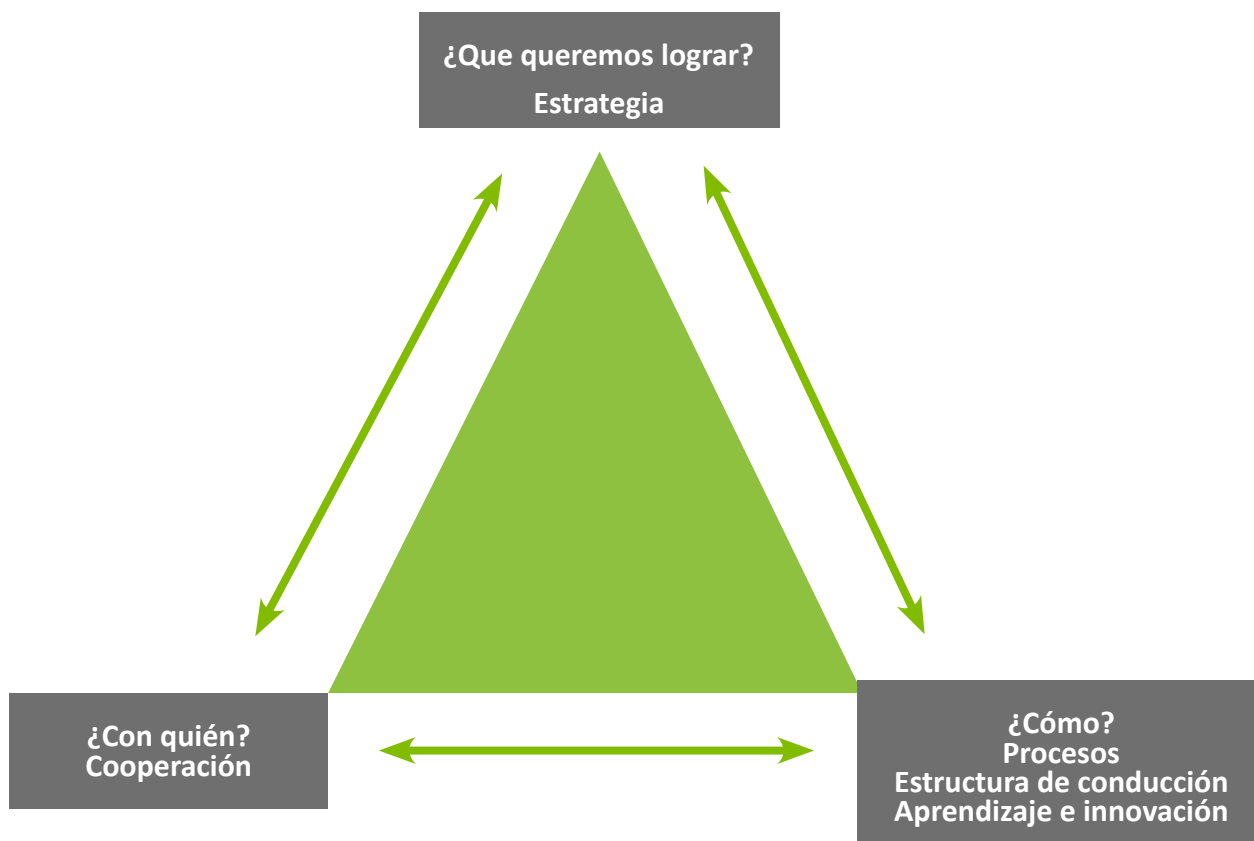 ¿Que queremos lograr?
Estrategia
¿Con quién?
Cooperación
¿Cómo?
Procesos
Estructura de conducción
Aprendizaje e innovación